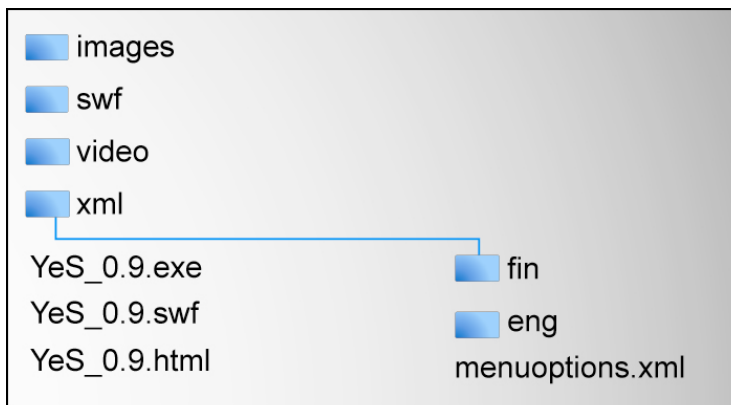 images
swf
video
xml
YeS_0.9.exe
YeS_0.9.swf
YeS_0.9.html
fin
eng
menuoptions.xml